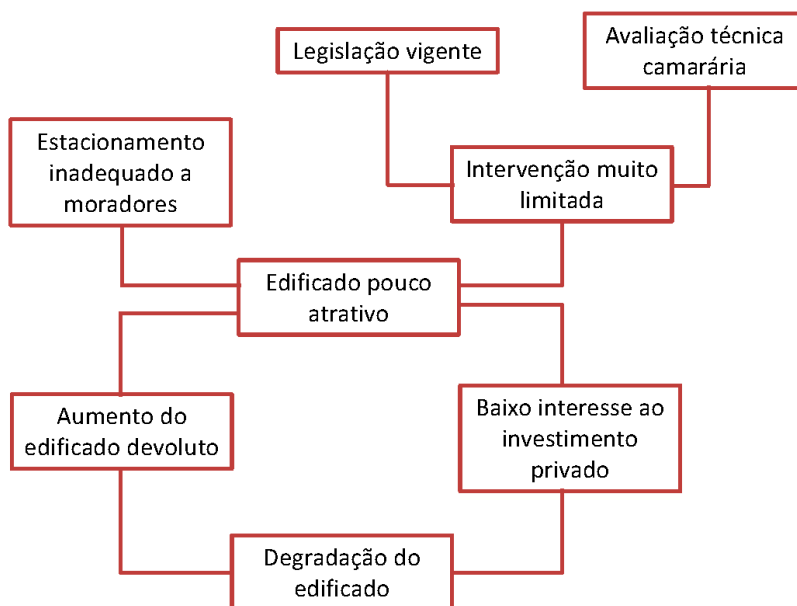 Legislação vigente
Avaliação técnica
camarária
Estacionamento
inadequado a
moradores
Intervenção muito
limitada
Edificado pouco
atrativo
Aumento do
edificado devoluto
Baixo interesse ao
investimento
privado
Degradação do
edificado